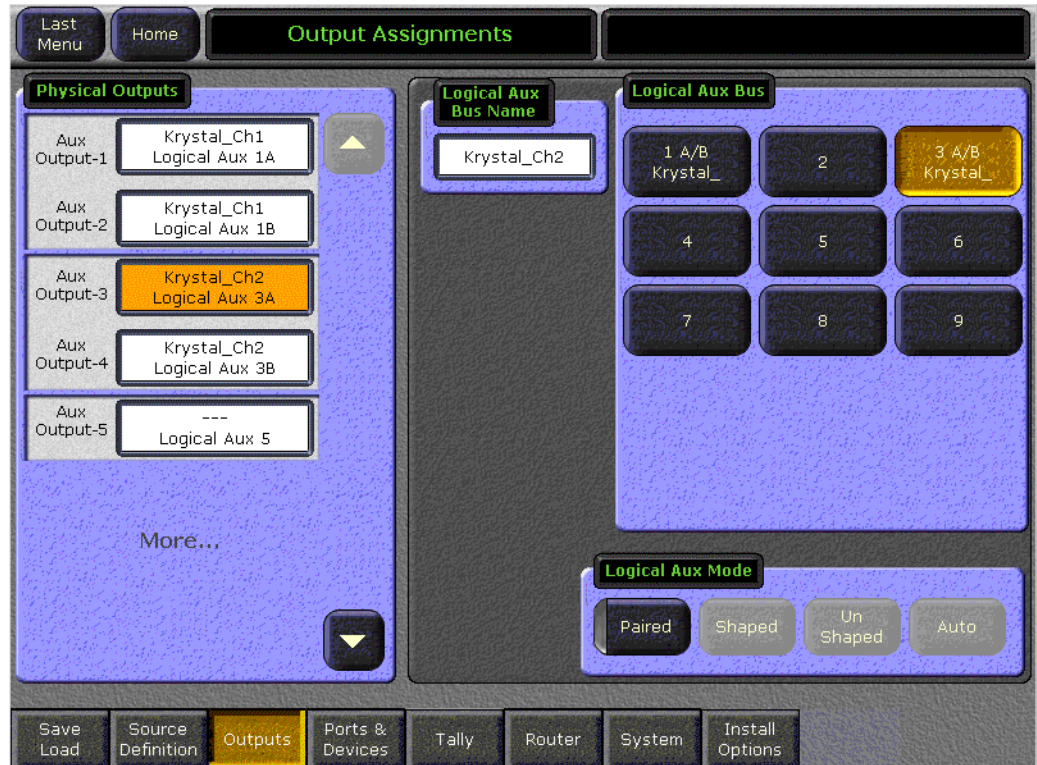 Last
Menu
Home
Output Assignments
Physical Outputs
Aux
Output-1
Krystal_Ch1
Logical Aux 1A
Aux
Output-2
Krystal_Ch1
Logical Aux 1B
Aux
Output-3
Krystal_Ch2
Logical Aux 3A
Aux
Output-4
Krystal_Ch2
Logical Aux 3B
Aux
Output-5
---
Logical Aux 5
More...
Logical Aux
Bus Name
Krystal_Ch2
Logical Aux Bus
1 A/B
Krystal_
2
3 A/B
Krystal_
4
5
6
7
8
9
Logical Aux Mode
Paired
Shaped
Un
Shaped
Auto
Save
Load
Source
Definition
Outputs
Ports &
Devices
Tally
Router
System
Install
Options